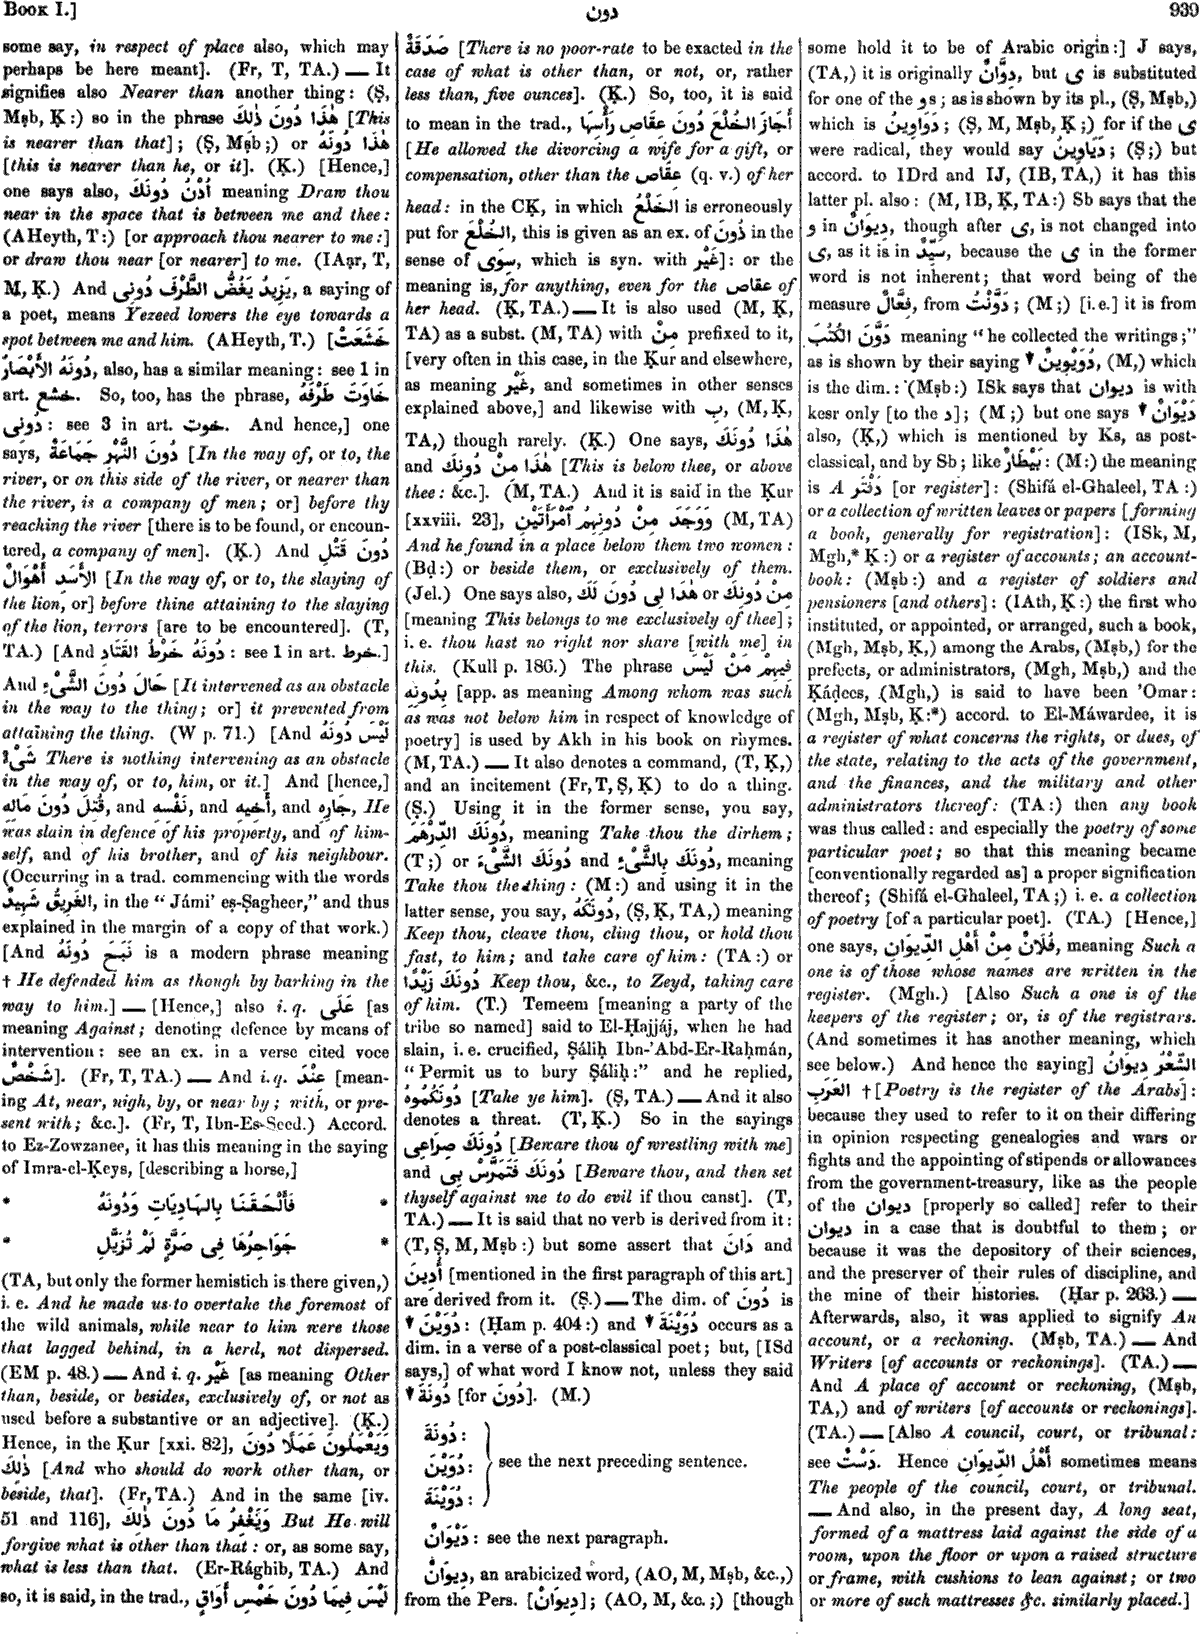 BOOK I.]
دون
939
some say, in respect of place also, which may
perhaps be here meant]. (Fr, T, TA.) — It
signifies also Nearer than another thing: (Ṣ,
Mṣb, Ḳ:) so in the phrase هٰذَا دُونَ ذٰلِكَ [This
is nearer than that]; (Ṣ, Mṣb;) or هٰذَا دُونَهُ
[this is nearer than he, or it]. (Ḳ.) [Hence,]
one says also, اُدْنُ دُونَكَ meaning Draw thou
near in the space that is between me and thee:
(AHeyth, T:) [or approach thou nearer to me:]
or draw thou near [or nearer] to me. (IAạr, T,
M, Ḳ.) And يَزِيدُ يَغُضُّ الطَّرْفَ دُونِى, a saying of
a poet, means Yezeed lowers the eye towards a
spot between me and him. (AHeyth, T.) [خَشَعَتْ
دُونَهُ الأَبْصَارُ, also, has a similar meaning: see 1 in
art. خشع. So, too, has the phrase, خَاوَتَ طَرْفَهُ
دُونِى: see 3 in art. خوت. And hence,] one
says, دُونَ النَّهْرِ جَمَاعَةٌ [In the way of, or to, the
river, or on this side of the river, or nearer than
the river, is a company of men; or] before thy
reaching the river [there is to be found, or encoun-
tered, a company of men]. (Ḳ.) And دُونَ قَتْلِ
الأَسَدِ أَهْوَالٌ [In the way of, or to, the slaying of
the lion, or] before thine attaining to the slaying
of the lion, terrors [are to be encountered]. (T,
TA.) [And دُونَهُ خَرْطُ القَتَادِ: see 1 in art. خرط.]
And حَالَ دُونَ الشَّىْءِ [It intervened as an obstacle
in the way to the thing; or] it prevented from
attaining the thing. (W p. 71.) [And لَيْسَ دُونَهُ
شَىْءٌ There is nothing intervening as an obstacle
in the way of, or to, him, or it.] And [hence,]
قُتِلَ دُونَ مَالِهِ, and نَفْسِهِ, and أَخِيهِ, and جَارِهِ, He
was slain in defence of his property, and of him-
self, and of his brother, and of his neighbour.
(Occurring in a trad. commencing with the words
الغَرِيقُ شَهِيدٌ, in the “Jámi’ eṣ-Ṣagheer,” and thus
explained in the margin of a copy of that work.)
[And نَبَحَ دُونَهُ is a modern phrase meaning
† He defended him as though by barking in the
way to him.] — [Hence,] also i. q. عَلَى [as
meaning Against; denoting defence by means of
intervention: see an ex. in a verse cited voce
شَخْصٌ]. (Fr, T, TA.) — And i. q. عِنْدَ [mean-
ing At, near, nigh, by, or near by; with, or pre-
sent with; &c.]. (Fr, T, Ibn-Es-Seed.) Accord.
to Ez-Zowzanee, it has this meaning in the saying
of Imra-el-Ḳeys, [describing a horse,]
* فَأَلْحَقَنَا بِالهَادِيَاتِ وَدُونَهُ *
* جَوَاحِرُهَا فِى صَرَّةٍ لَمْ تُزَيَّلِ *
(TA, but only the former hemistich is there given,)
i. e. And he made us to overtake the foremost of
the wild animals, while near to him were those
that lagged behind, in a herd, not dispersed.
(EM p. 48.) — And i. q. غَيْر [as meaning Other
than, beside, or besides, exclusively of, or not as
used before a substantive or an adjective]. (Ḳ.)
Hence, in the Ḳur [xxi. 82], وَيَعْمَلُونَ عَمَلًا دُونَ
ذٰلِكَ [And who should do work other than, or
beside, that]. (Fr, TA.) And in the same [iv.
51 and 116], وَيَغْفِرُ مَا دُونَ ذٰلِكَ But He will
forgive what is other than that: or, as some say,
what is less than that. (Er-Rághib, TA.) And
so, it is said, in the trad., لَيْسَ فِيمَا دُونَ خَمْسِ أَوَاقٍ
صَدَقَةٌ [There is no poor-rate to be exacted in the
case of what is other than, or not, or, rather
less than, five ounces]. (Ḳ.) So, too, it is said
to mean in the trad., أَجَازَ الخُلْعَ دُونَ عِقَاصِ رَأْسِهَا
[He allowed the divorcing a wife for a gift, or
compensation, other than the عِقَاص (q. v.) of her
head: in the CḲ, in which الخَلْعَ is erroneously
put for الخُلْعَ, this is given as an ex. of دُونَ in the
sense of سِوَى, which is syn. with غَيْر]: or the
meaning is, for anything, even for the عقاص of
her head. (Ḳ, TA.) — It is also used (M, Ḳ,
TA) as a subst. (M, TA) with مِنْ prefixed to it,
[very often in this case, in the Ḳur and elsewhere,
as meaning غَيْر, and sometimes in other senses
explained above,] and likewise with بِ, (M, Ḳ,
TA,) though rarely. (Ḳ.) One says, هٰذَا دُونَكَ
and هٰذَا مِنْ دُونِكَ [This is below thee, or above
thee: &c.]. (M, TA.) And it is said in the Ḳur
[xxviii. 23], وَوَجَدَ مِنْ دُونِهِمُ ٱمْرَأَتَيْنِ (M, TA)
And he found in a place below them two women:
(Bḍ:) or beside them, or exclusively of them.
(Jel.) One says also, هٰذَا لِى دُونَ لَكَ or مِنْ دُونِكَ
[meaning This belongs to me exclusively of thee];
i. e. thou hast no right nor share [with me] in
this. (Kull p. 186.) The phrase فِيهِمْ مَنْ لَيْسَ
بِدُونِهِ [app. as meaning Among whom was such
as was not below him in respect of knowledge of
poetry] is used by Akh in his book on rhymes.
(M, TA.) — It also denotes a command, (T, Ḳ,)
and an incitement (Fr, T, Ṣ, Ḳ) to do a thing.
(Ṣ.) Using it in the former sense, you say,
دُونَكَ الدِّرْهَمَ, meaning Take thou the dirhem;
(T;) or دُونَكَ الشَّىْءَ and دُونَكَ بِالشَّىْءِ, meaning
Take thou the thing: (M:) and using it in the
latter sense, you say, دُونَكَهُ, (Ṣ, Ḳ, TA,) meaning
Keep thou, cleave thou, cling thou, or hold thou
fast, to him; and take care of him: (TA:) or
دُونَكَ زَيْدًا Keep thou, &c., to Zeyd, taking care
of him. (T.) Temeem [meaning a party of the
tribe so named] said to El-Ḥajjáj, when he had
slain, i. e. crucified, Ṣáliḥ Ibn-’Abd-Er-Raḥmán,
“Permit us to bury Ṣáliḥ:” and he replied,
دُونَكُمُوهُ [Take ye him]. (Ṣ, TA.) — And it also
denotes a threat. (T, Ḳ.) So in the sayings
دُونَكَ صِرَاعِى [Beware thou of wrestling with me]
and دُونَكَ فَتَمَرَّسْ بِى [Beware thou, and then set
thyself against me to do evil if thou canst]. (T,
TA.) — It is said that no verb is derived from it:
(T, Ṣ, M, Mṣb:) but some assert that دَانَ and
أُدِينَ [mentioned in the first paragraph of this art.]
are derived from it. (Ṣ.) — The dim. of دُونَ is
▼ دُوَيْنَ: (Ḥam p. 404:) and ▼ دُوَيْنَةَ occurs as a
dim. in a verse of a post-classical poet; but, [ISd
says,] of what word I know not, unless they said
▼ دُونَةَ [for دُونَ]. (M.)
دُونَةَ:
دُوَيْنَ: see the next preceding sentence.
دُوَيْنَةَ:
دَيْوَانٌ: see the next paragraph.
دِيوَانٌ, an arabicized word, (AO, M, Mṣb, &c.,)
from the Pers. [دِيوَانْ]; (AO, M, &c.;) [though
some hold it to be of Arabic origin:] J says,
(TA,) it is originally دِوَّانٌ, but ى is substituted
for one of the و s; as is shown by its pl., (Ṣ, Mṣb,)
which is دَوَاوِينُ; (Ṣ, M, Mṣb, Ḳ;) for if the ى
were radical, they would say دَيَاوِينُ; (Ṣ;) but
accord. to IDrd and IJ, (IB, TA,) it has this
latter pl. also: (M, IB, Ḳ, TA:) Sb says that the
و in دِيوَانٌ, though after ى, is not changed into
ى, as it is in سَيِّدٌ, because the ى in the former
word is not inherent; that word being of the
measure فِعَّالٌ, from دَوَّنْتُ; (M;) [i. e.] it is from
دَوَّنَ الكُتُبَ meaning “he collected the writings;”
as is shown by their saying ▼ دُوَيْوِينٌ, (M,) which
is the dim.: (Mṣb:) ISk says that ديوان is with
kesr only [to the د]; (M;) but one says ▼ دَيْوَانٌ
also, (Ḳ,) which is mentioned by Ks, as post-
classical, and by Sb; like بَيْطَارٌ: (M:) the meaning
is A دَفْتَر [or register]: (Shifá el-Ghaleel, TA:)
or a collection of written leaves or papers [forming
a book, generally for registration]: (ISk, M,
Mgh,* Ḳ:) or a register of accounts; an account-
book: (Mṣb:) and a register of soldiers and
pensioners [and others]: (IAth, Ḳ:) the first who
instituted, or appointed, or arranged, such a book,
(Mgh, Mṣb, Ḳ,) among the Arabs, (Mṣb,) for the
prefects, or administrators, (Mgh, Mṣb,) and the
Ḳáḍees, (Mgh,) is said to have been ’Omar:
(Mgh, Mṣb, Ḳ:*) accord. to El-Máwardee, it is
a register of what concerns the rights, or dues, of
the state, relating to the acts of the government,
and the finances, and the military and other
administrators thereof: (TA:) then any book
was thus called: and especially the poetry of some
particular poet; so that this meaning became
[conventionally regarded as] a proper signification
thereof; (Shifá el-Ghaleel, TA;) i. e. a collection
of poetry [of a particular poet]. (TA.) [Hence,]
one says, فُلَانٌ مِنْ أَهْلِ الدِّيوَانِ, meaning Such a
one is of those whose names are written in the
register. (Mgh.) [Also Such a one is of the
keepers of the register; or, is of the registrars.
(And sometimes it has another meaning, which
see below.) And hence the saying] الشِّعْرُ دِيوَانُ
العَرَبِ † [Poetry is the register of the Arabs]:
because they used to refer to it on their differing
in opinion respecting genealogies and wars or
fights and the appointing of stipends or allowances
from the government-treasury, like as the people
of the ديوان [properly so called] refer to their
ديوان in a case that is doubtful to them; or
because it was the depository of their sciences,
and the preserver of their rules of discipline, and
the mine of their histories. (Ḥar p. 263.) —
Afterwards, also, it was applied to signify An
account, or a reckoning. (Mṣb, TA.) — And
Writers [of accounts or reckonings]. (TA.) —
And A place of account or reckoning, (Mṣb,
TA,) and of writers [of accounts or reckonings].
(TA.) — [Also A council, court, or tribunal:
see دَسْتٌ. Hence أَهْلُ الدِّيوَانِ sometimes means
The people of the council, court, or tribunal.
— And also, in the present day, A long seat,
formed of a mattress laid against the side of a
room, upon the floor or upon a raised structure
or frame, with cushions to lean against; or two
or more of such mattresses &c. similarly placed.]